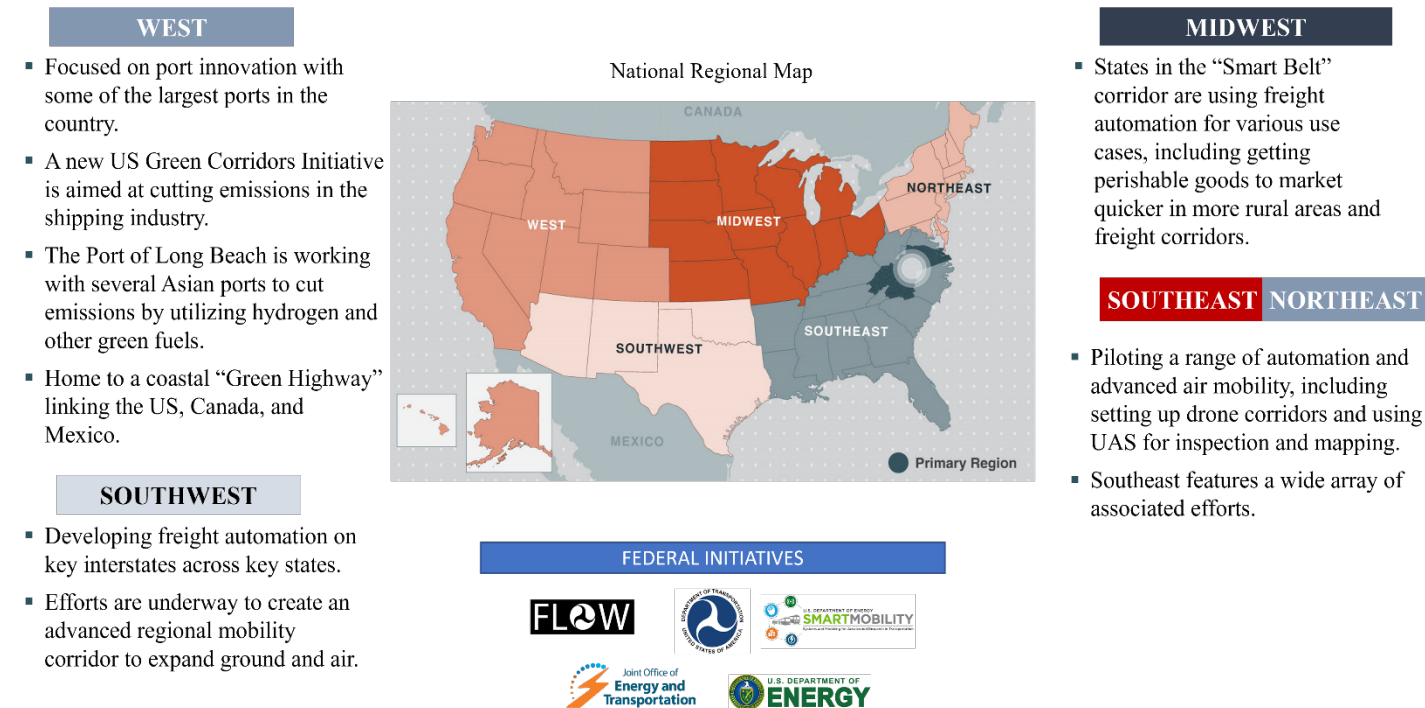 WEST
▪ Focused on port innovation with
some of the largest ports in the
country.
▪ A new US Green Corridors Initiative
is aimed at cutting emissions in the
shipping industry.
▪ The Port of Long Beach is working
with several Asian ports to cut
emissions by utilizing hydrogen and
other green fuels.
▪ Home to a coastal “Green Highway”
linking the US, Canada, and
Mexico.
SOUTHWEST
▪ Developing freight automation on
key interstates across key states.
▪ Efforts are underway to create an
advanced regional mobility
corridor to expand ground and air.
National Regional Map
CANADA
NORTHEAST
WEST
MIDWEST
SOUTHEAST
SOUTHWEST
MEXICO
Primary Region
FEDERAL INITIATIVES
FLOW
DEPARTMENT OF TRANSPORTATION
UNITED STATES OF AMERICA
U.S. DEPARTMENT OF ENERGY
SMARTMOBILITY
Joint Office of
Energy and
Transportation
U.S. DEPARTMENT OF
ENERGY
MIDWEST
▪ States in the “Smart Belt”
corridor are using freight
automation for various use
cases, including getting
perishable goods to market
quicker in more rural areas and
freight corridors.
SOUTHEAST NORTHEAST
▪ Piloting a range of automation and
advanced air mobility, including
setting up drone corridors and using
UAS for inspection and mapping.
▪ Southeast features a wide array of
associated efforts.